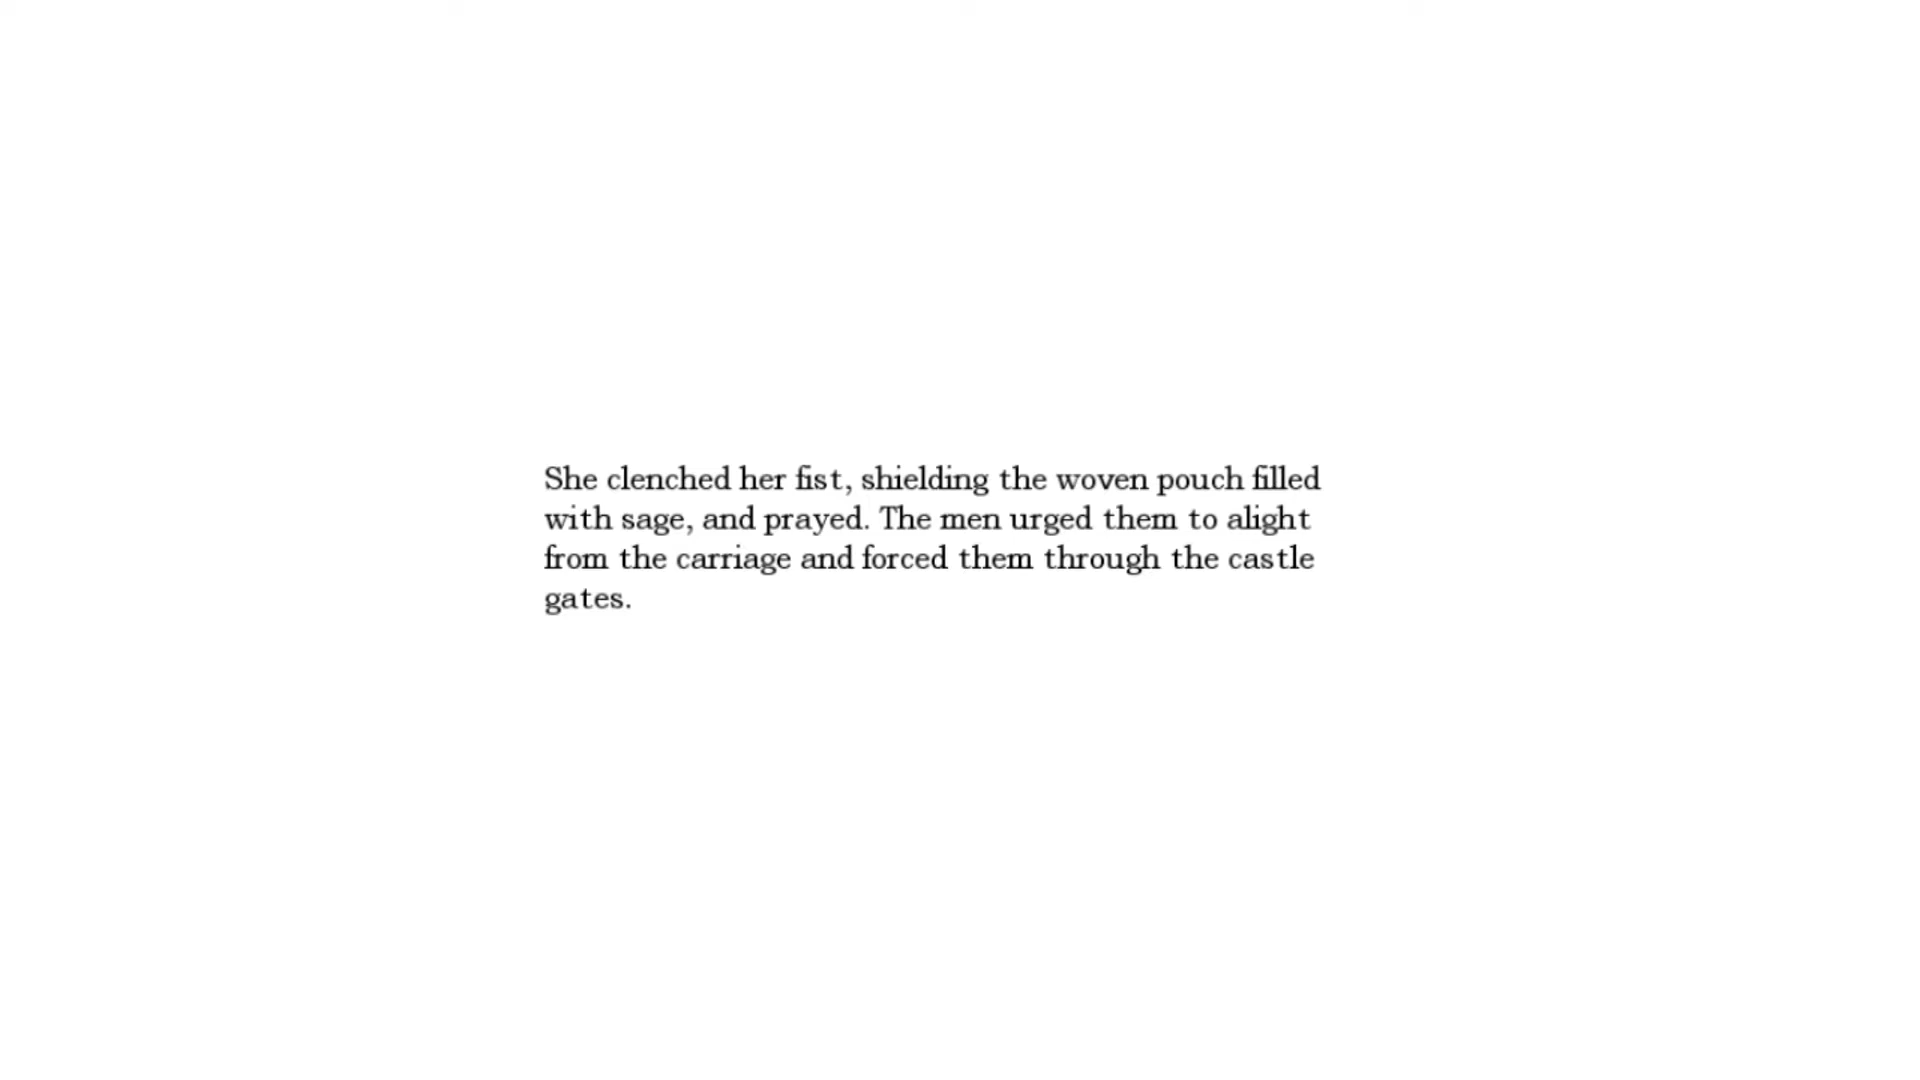 She clenched her fist, shielding the woven pouch filled
with sage, and prayed. The men urged them to alight
from the carriage and forced them through the castle
gates.